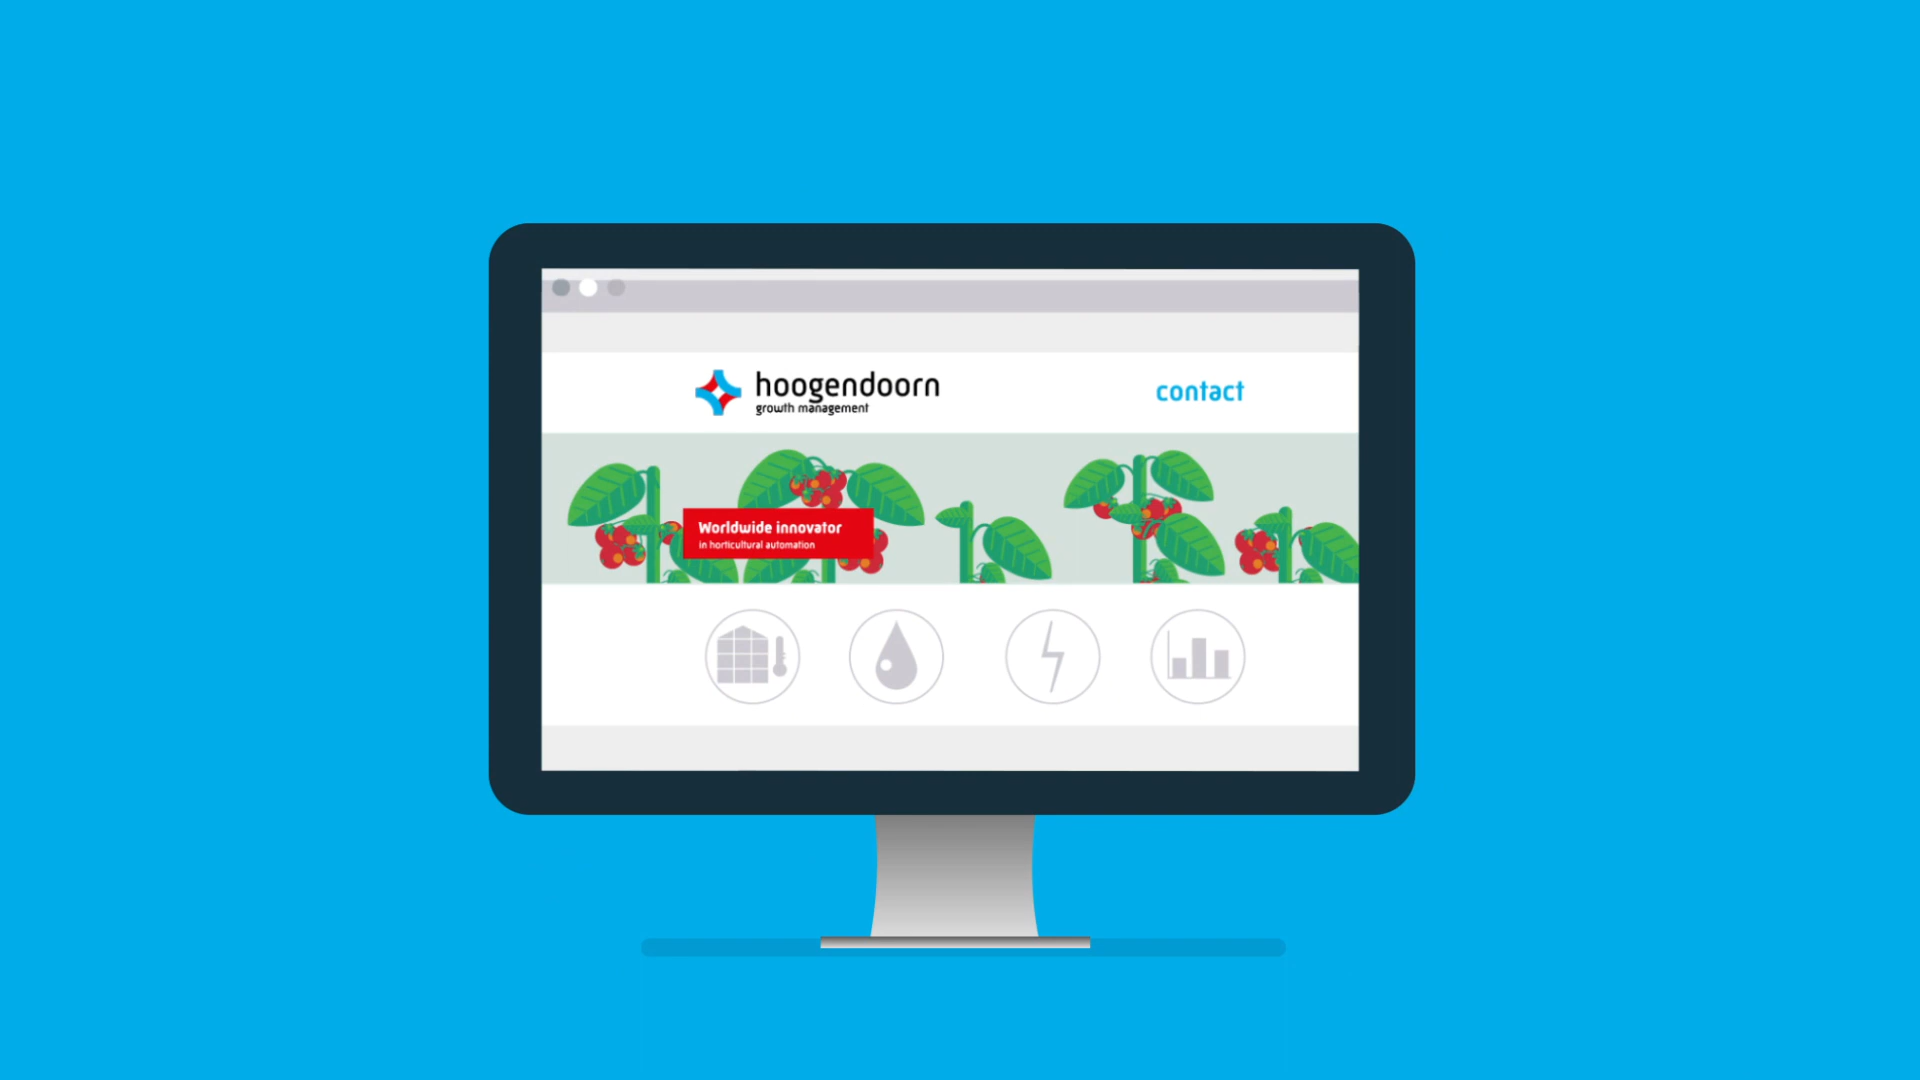 hoogendoorn
growth management
contact
Worldwide innovator
in horticultural automation